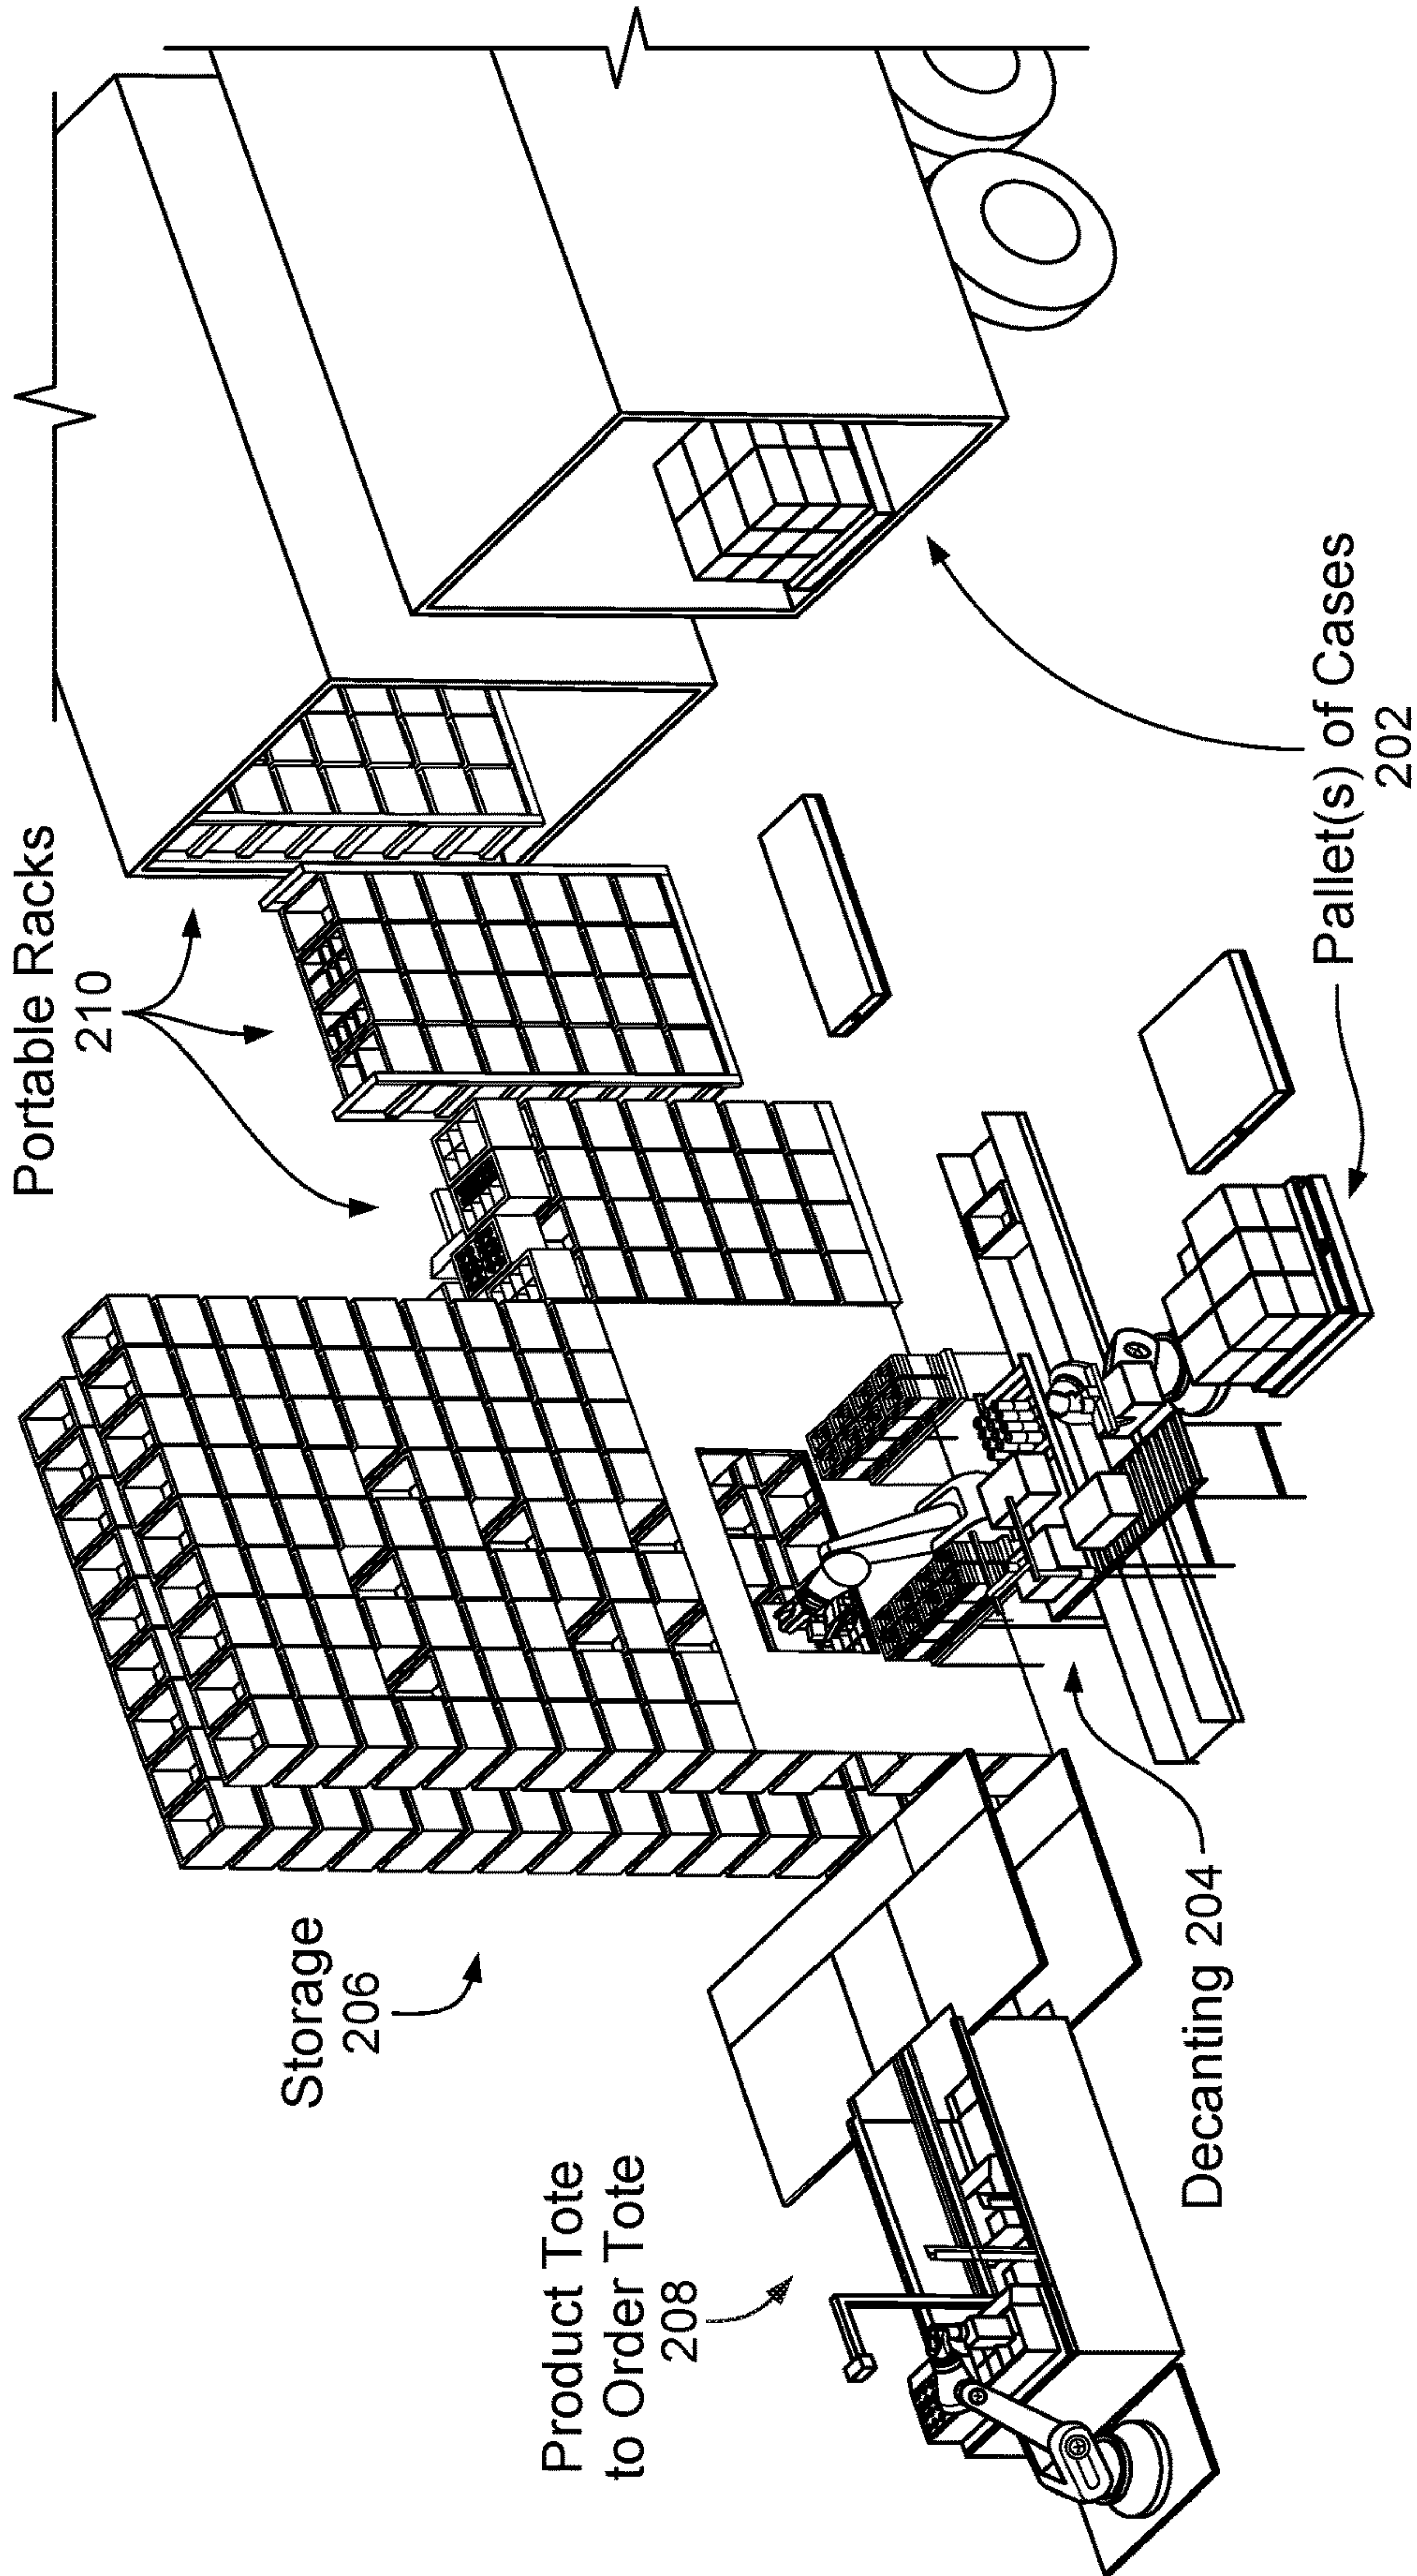 Portable Racks
210
Storage
206
Product Tote
to Order Tote
208
Decanting 204
Pallet(s) of Cases
202